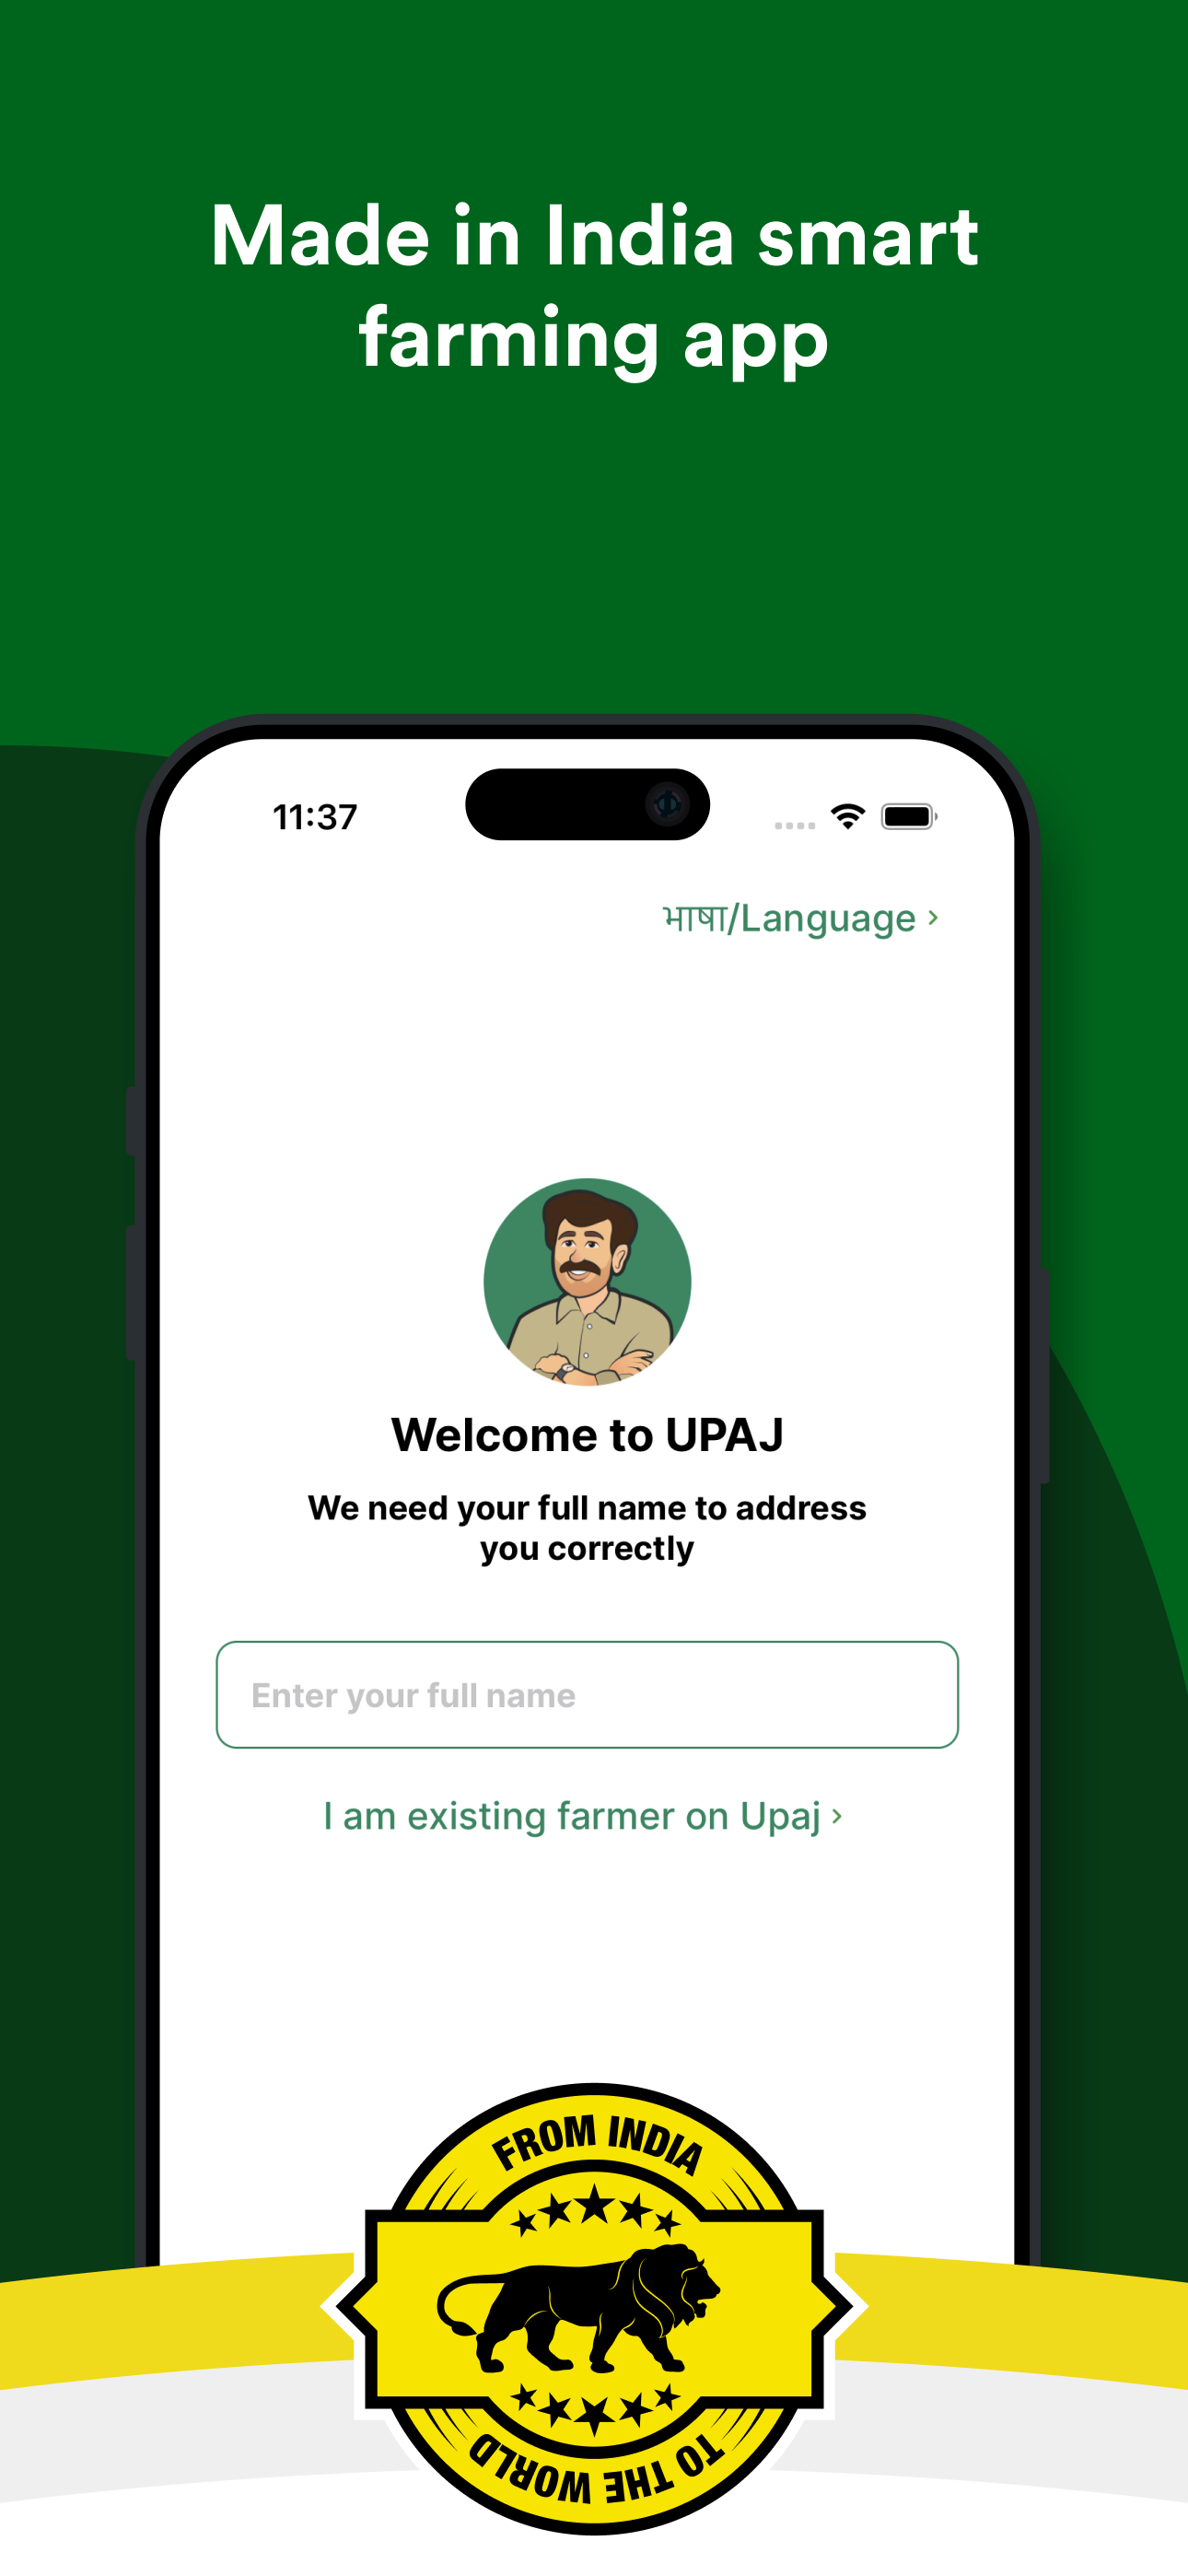 Made in India smart
farming app
11:37
भाषा/Language >
Welcome to UPAJ
We need your full name to address
you correctly
Enter your full name
I am existing farmer on Upaj >
FROM INDIA
TO THE WORLD